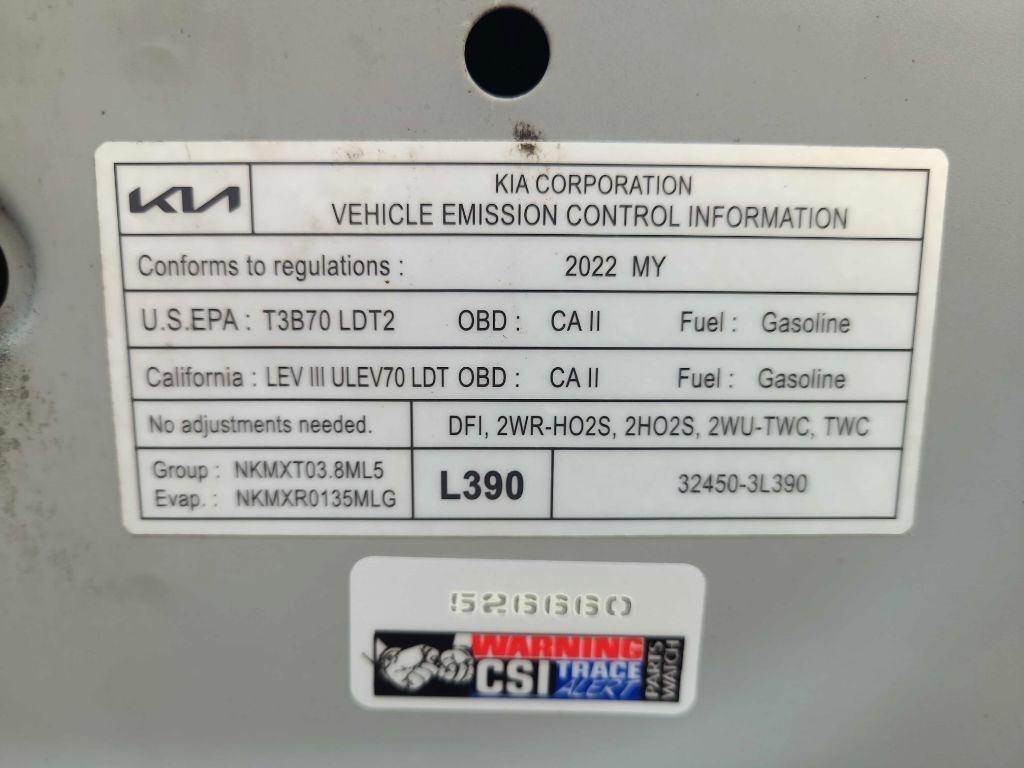 KIA
KIA CORPORATION
VEHICLE EMISSION CONTROL INFORMATION
Conforms to regulations : 2022 MY
U.S.EPA : T3B70 LDT2 OBD : CA II Fuel : Gasoline
California : LEV III ULEV70 LDT OBD : CA II Fuel : Gasoline
No adjustments needed. DFI, 2WR-HO2S, 2HO2S, 2WU-TWC, TWC
Group : NKMXT03.8ML5
Evap. : NKMXR0135MLG
L390
32450-3L390
526660
WARNING
CSI TRACE
ALERT
PARTS
WATCH